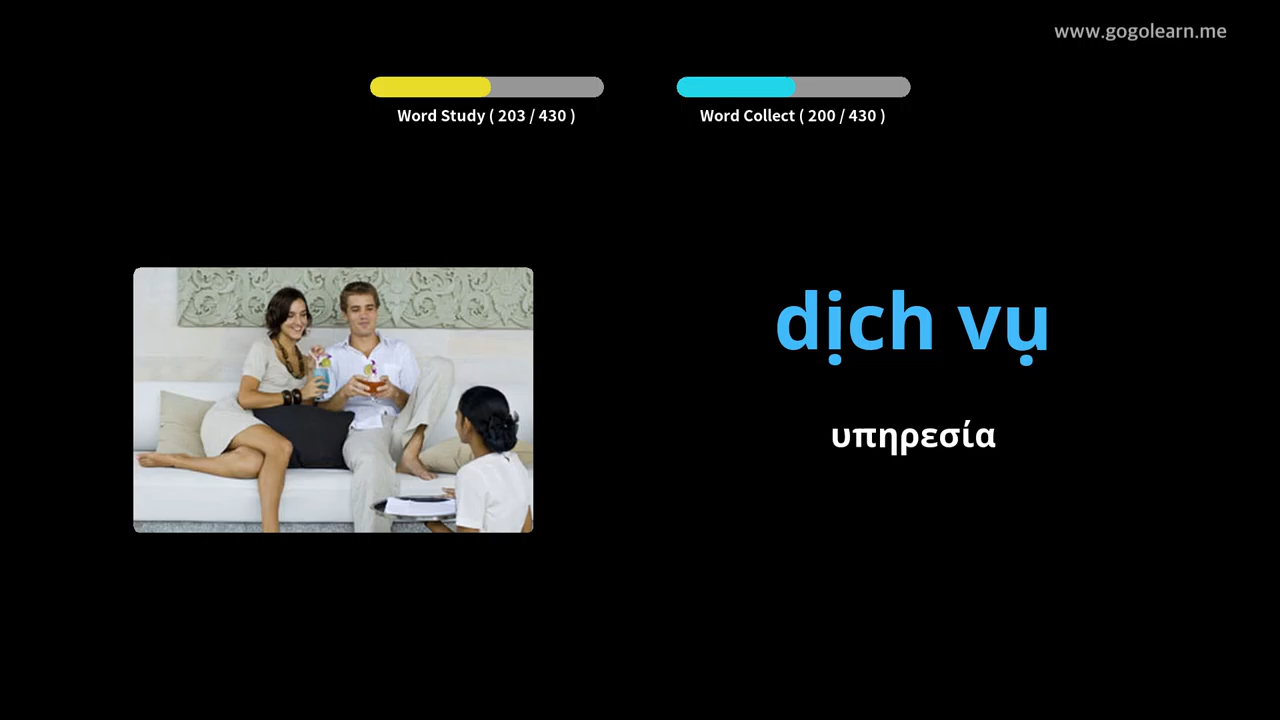 www.gogolearn.me
Word Study ( 203 / 430 )
Word Collect ( 200 / 430 )
dịch vụ
υπηρεσία